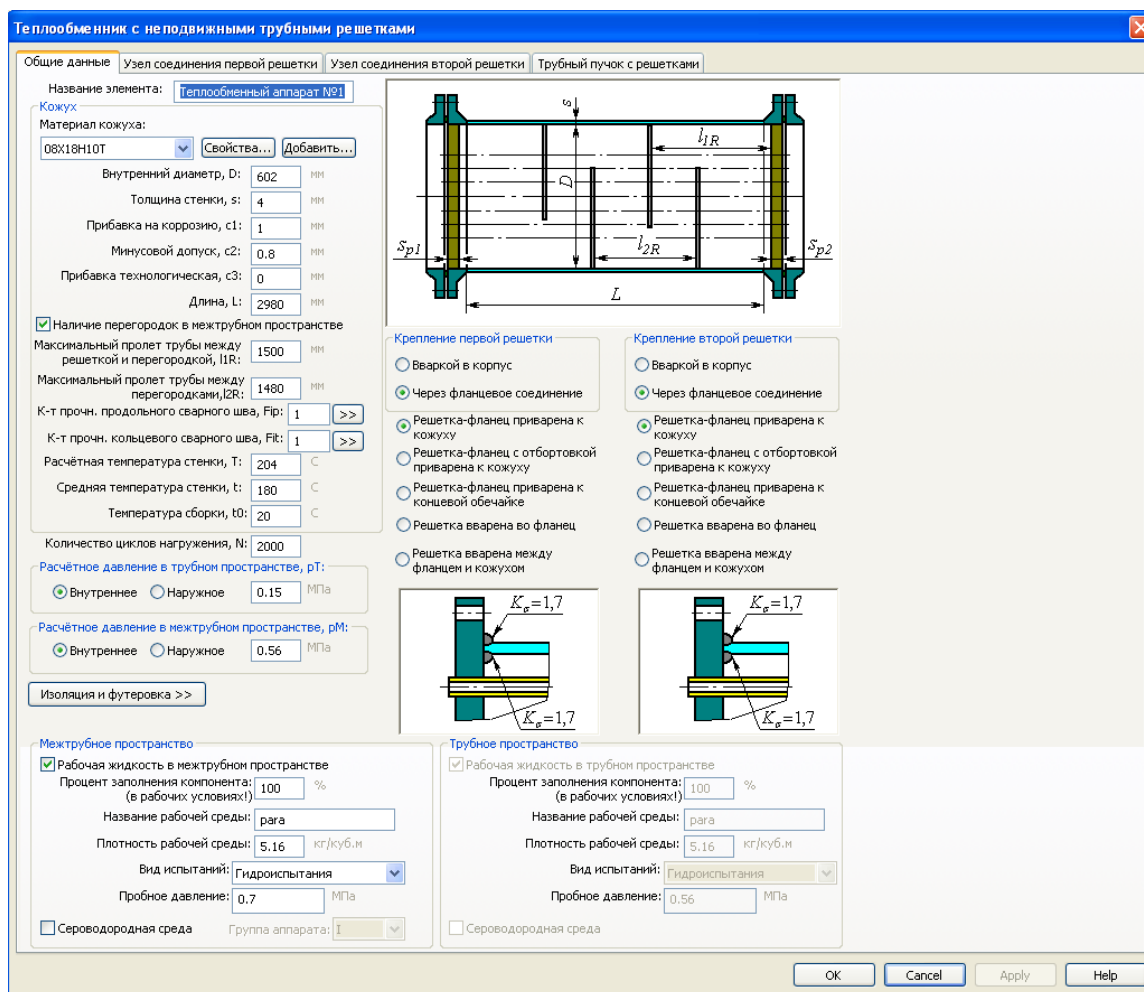 Теплообменник с неподвижными трубными решетками
Общие данные
Узел соединения первой решетки
Узел соединения второй решетки
Трубный пучок с решетками
Название элемента: Теплообменный аппарат №1
Кожух
Материал кожуха:
08Х18Н10Т Свойства... Добавить...
Внутренний диаметр, D: 602 мм
Толщина стенки, s: 4 мм
Прибавка на коррозию, c1: 1 мм
Минусовой допуск, c2: 0.8 мм
Прибавка технологическая, c3: 0 мм
Длина, L: 2980 мм
Наличие перегородок в межтрубном пространстве
Максимальный пролет трубы между
решеткой и перегородкой, l1R: 1500 мм
Максимальный пролет трубы между
перегородками,l2R: 1480 мм
К-т прочн. продольного сварного шва, Fip: 1 >>
К-т прочн. кольцевого сварного шва, Fit: 1 >>
Расчётная температура стенки, T: 204 C
Средняя температура стенки, t: 180 C
Температура сборки, t0: 20 C
Количество циклов нагружения, N: 2000
Расчётное давление в трубном пространстве, pT:
Внутреннее Наружное 0.15 МПа
Расчётное давление в межтрубном пространстве, pM:
Внутреннее Наружное 0.56 МПа
Изоляция и футеровка >>
s
D
l1R
l2R
sp1
sp2
L
Крепление первой решетки
Вваркой в корпус
Через фланцевое соединение
Решетка-фланец приварена к
кожуху
Решетка-фланец с отбортовкой
приварена к кожуху
Решетка-фланец приварена к
концевой обечайке
Решетка вварена во фланец
Решетка вварена между
фланцем и кожухом
Kσ=1,7
Kσ=1,7
Крепление второй решетки
Вваркой в корпус
Через фланцевое соединение
Решетка-фланец приварена к
кожуху
Решетка-фланец с отбортовкой
приварена к кожуху
Решетка-фланец приварена к
концевой обечайке
Решетка вварена во фланец
Решетка вварена между
фланцем и кожухом
Kσ=1,7
Kσ=1,7
Межтрубное пространство
Рабочая жидкость в межтрубном пространстве
Процент заполнения компонента:
(в рабочих условиях!) 100 %
Название рабочей среды: para
Плотность рабочей среды: 5.16 кг/куб.м
Вид испытаний: Гидроиспытания
Пробное давление: 0.7 МПа
Сероводородная среда Группа аппарата: I
Трубное пространство
Рабочая жидкость в трубном пространстве
Процент заполнения компонента:
(в рабочих условиях!) 100 %
Название рабочей среды: para
Плотность рабочей среды: 5.16 кг/куб.м
Вид испытаний: Гидроиспытания
Пробное давление: 0.56 МПа
Сероводородная среда
OK Cancel Apply Help